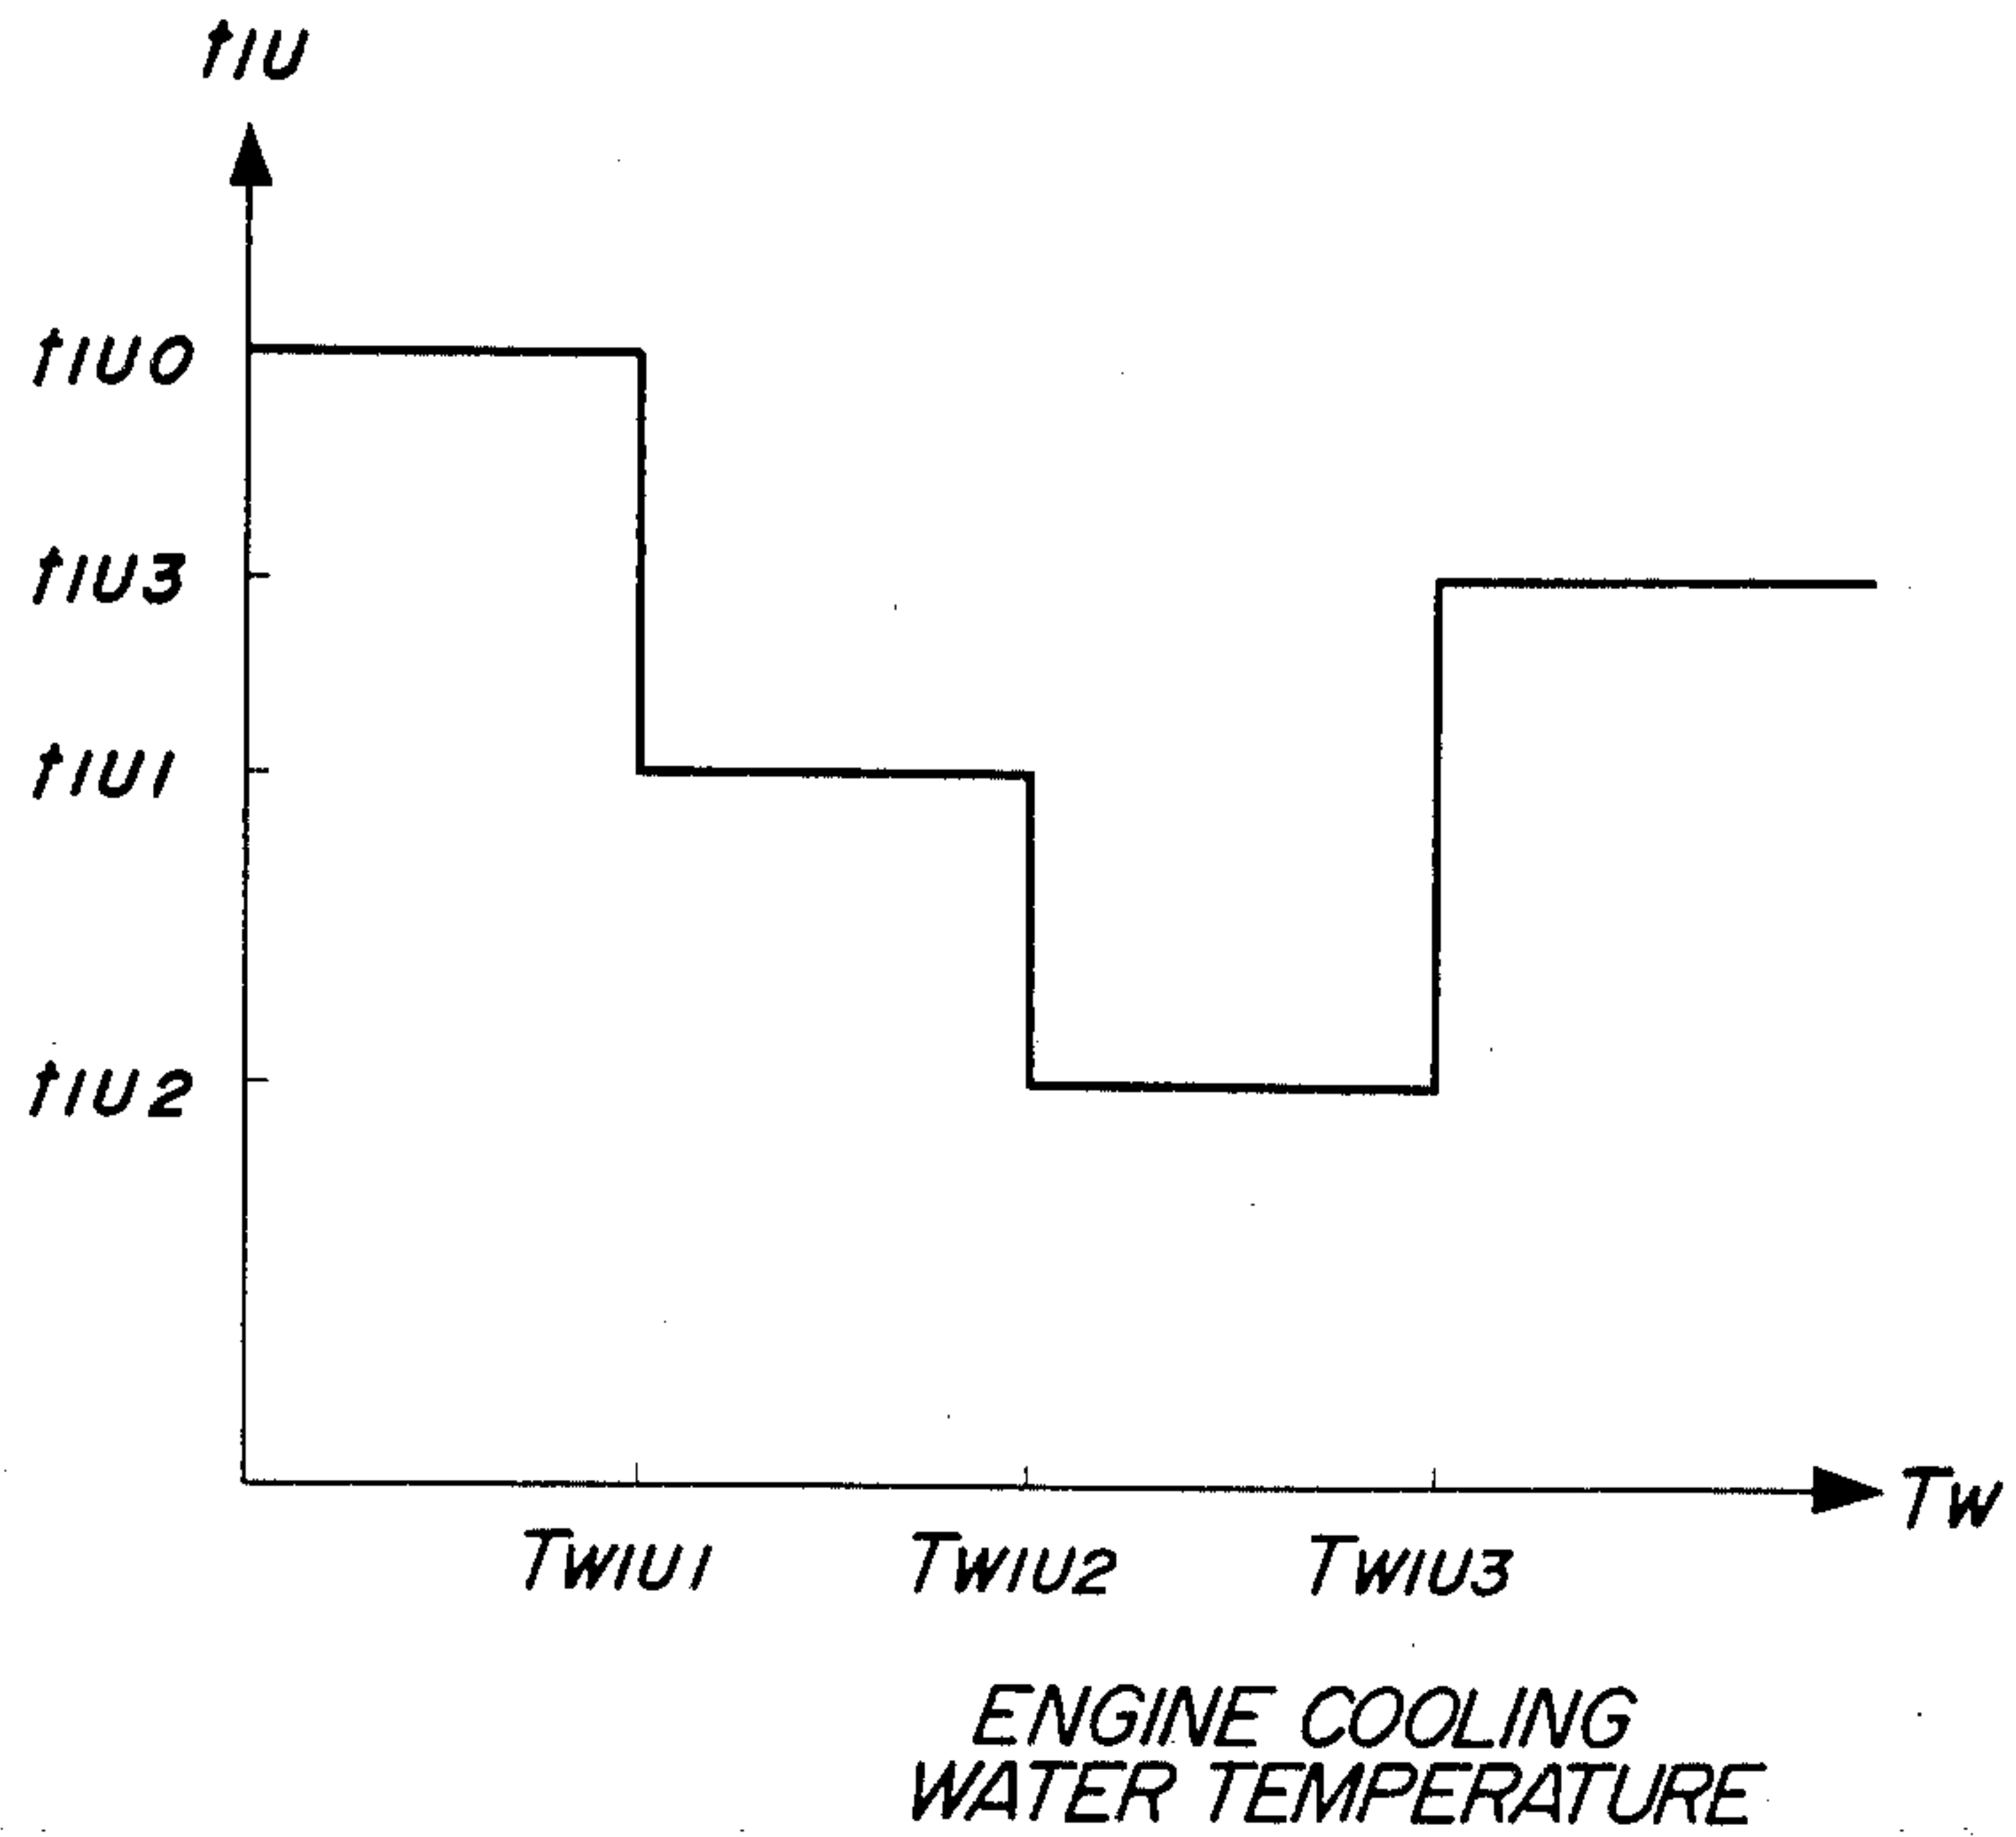 tIU
tIU0
tIU3
tIU1
tIU2
TW
TWIU1 TWIU2 TWIU3
ENGINE COOLING
WATER TEMPERATURE